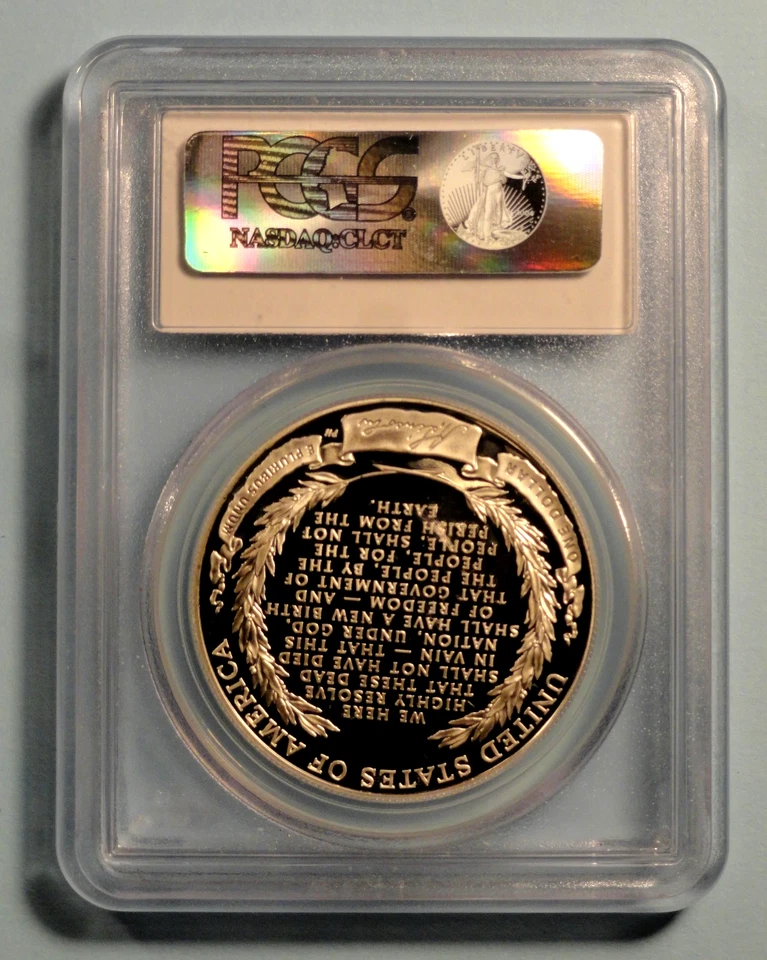 PCGS
NASDAQ:CLCT
LIBERTY
UNITED STATES OF AMERICA
WE HERE
HIGHLY RESOLVE
THAT THESE DEAD
SHALL NOT HAVE DIED
IN VAIN — THAT THIS
NATION, UNDER GOD,
SHALL HAVE A NEW BIRTH
OF FREEDOM — AND
THAT GOVERNMENT OF
THE PEOPLE, BY THE
PEOPLE, FOR THE
PEOPLE, SHALL NOT
PERISH FROM THE
EARTH.
ONE DOLLAR
A. Lincoln
E PLURIBUS UNUM
PH